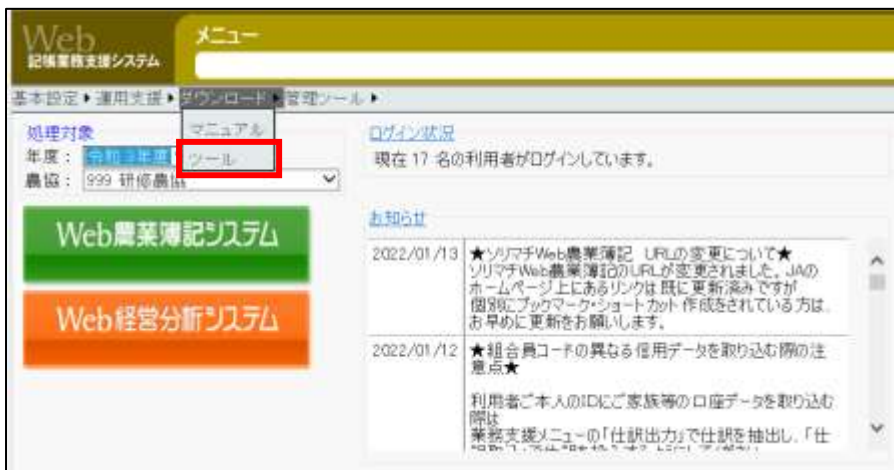 Web
記帳業務支援システム
メニュー
基本設定 運用支援 ダウンロード 管理ツール
マニュアル
ツール
処理対象
年度： 令和 3年度
農協： 999 研修農協
Web農業簿記システム
Web経営分析システム
ログイン状況
現在 17 名の利用者がログインしています。
お知らせ
2022/01/13 ★ソリマチWeb農業簿記 URLの変更について★
ソリマチWeb農業簿記のURLが変更されました。JAの
ホームページ上にあるリンクは既に更新済みですが
個別にブックマーク・ショートカット作成をされている方は、
お早めに更新をお願いします。
2022/01/12 ★組合員コードの異なる信用データを取り込む際の注
意点★
利用者ご本人のIDにご家族等の口座データを取り込む
際は
業務支援メニューの「仕訳出力」で仕訳を抽出し、「仕